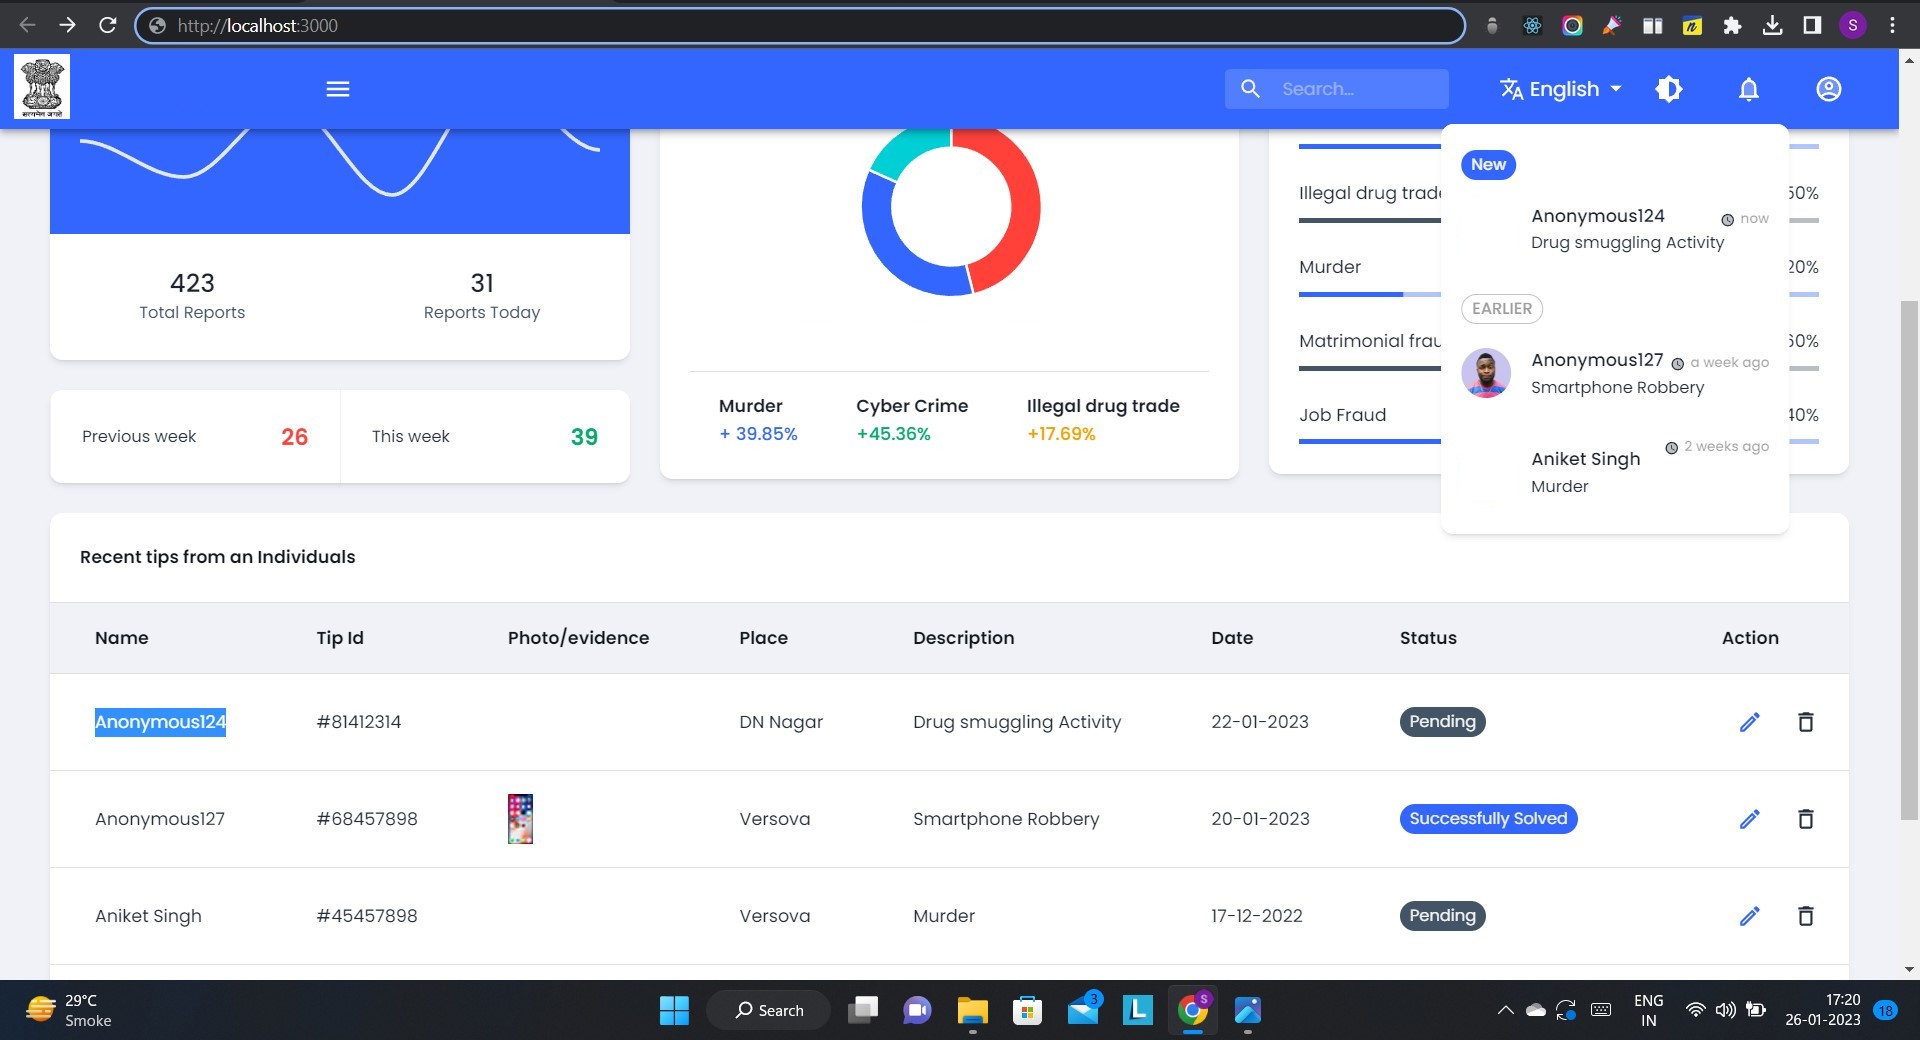 http://localhost:3000
S
सत्यमेव जयते
Search...
English
423
Total Reports
31
Reports Today
Previous week
26
This week
39
Murder
+ 39.85%
Cyber Crime
+45.36%
Illegal drug trade
+17.69%
Illegal drug trade
50%
Murder
20%
Matrimonial frau
60%
Job Fraud
40%
New
Anonymous124
now
Drug smuggling Activity
EARLIER
Anonymous127
a week ago
Smartphone Robbery
2 weeks ago
Aniket Singh
Murder
Recent tips from an Individuals
Name Tip Id Photo/evidence Place Description Date Status Action
Anonymous124 #81412314 DN Nagar Drug smuggling Activity 22-01-2023 Pending
Anonymous127 #68457898 Versova Smartphone Robbery 20-01-2023 Successfully Solved
Aniket Singh #45457898 Versova Murder 17-12-2022 Pending
29°C
Smoke
Search
3
L
S
ENG
IN
17:20
26-01-2023
18